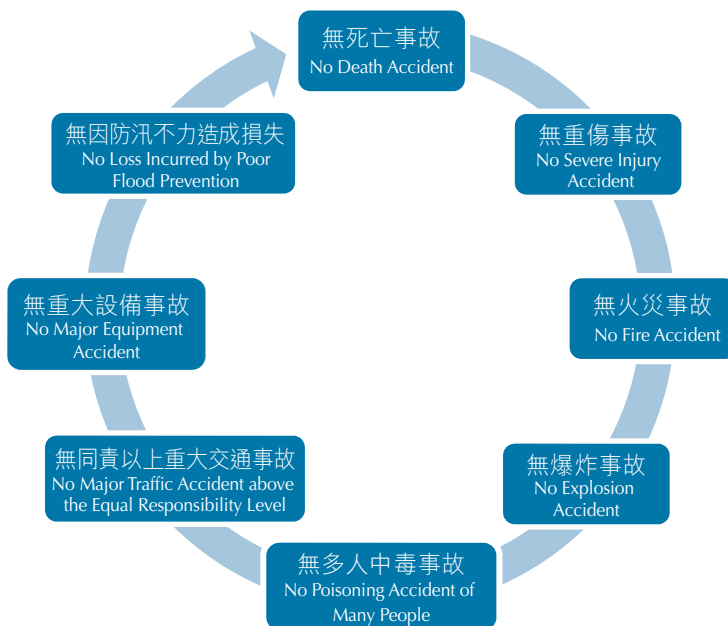 無死亡事故
No Death Accident
無重傷事故
No Severe Injury
Accident
無火災事故
No Fire Accident
無爆炸事故
No Explosion
Accident
無多人中毒事故
No Poisoning Accident of
Many People
無同責以上重大交通事故
No Major Traffic Accident above
the Equal Responsibility Level
無重大設備事故
No Major Equipment
Accident
無因防汛不力造成損失
No Loss Incurred by Poor
Flood Prevention